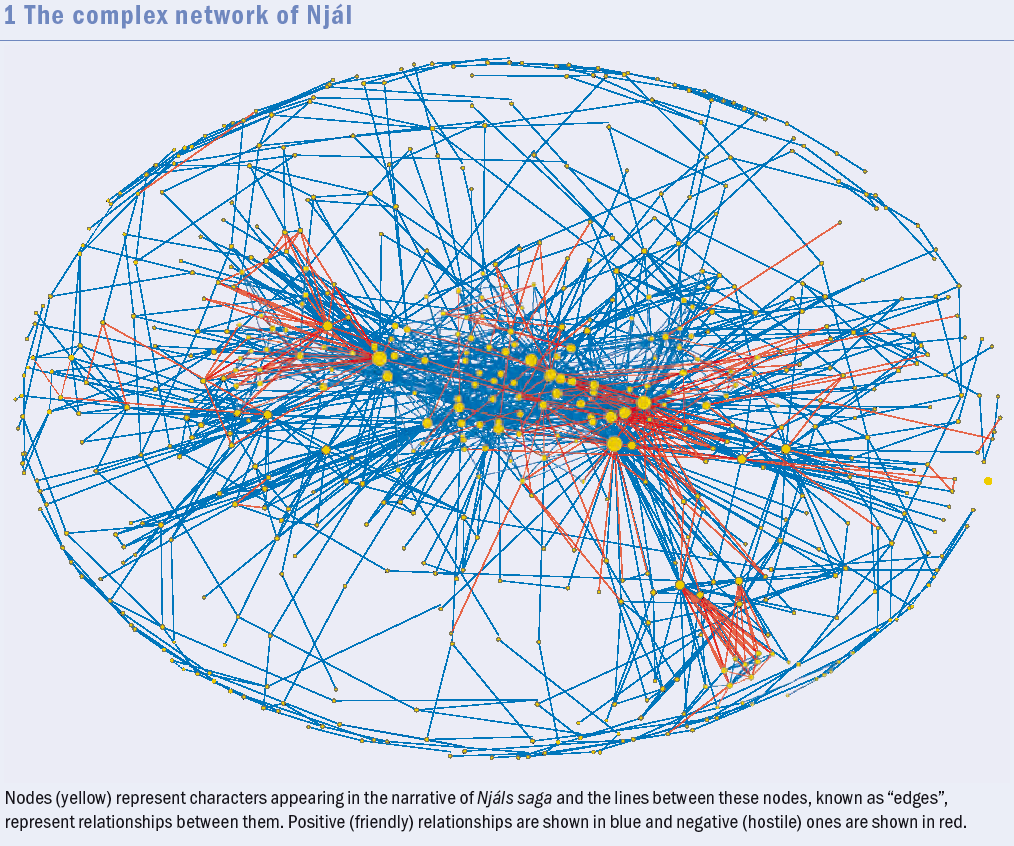 1 The complex network of Njál
Nodes (yellow) represent characters appearing in the narrative of Njáls saga and the lines between these nodes, known as “edges”,
represent relationships between them. Positive (friendly) relationships are shown in blue and negative (hostile) ones are shown in red.